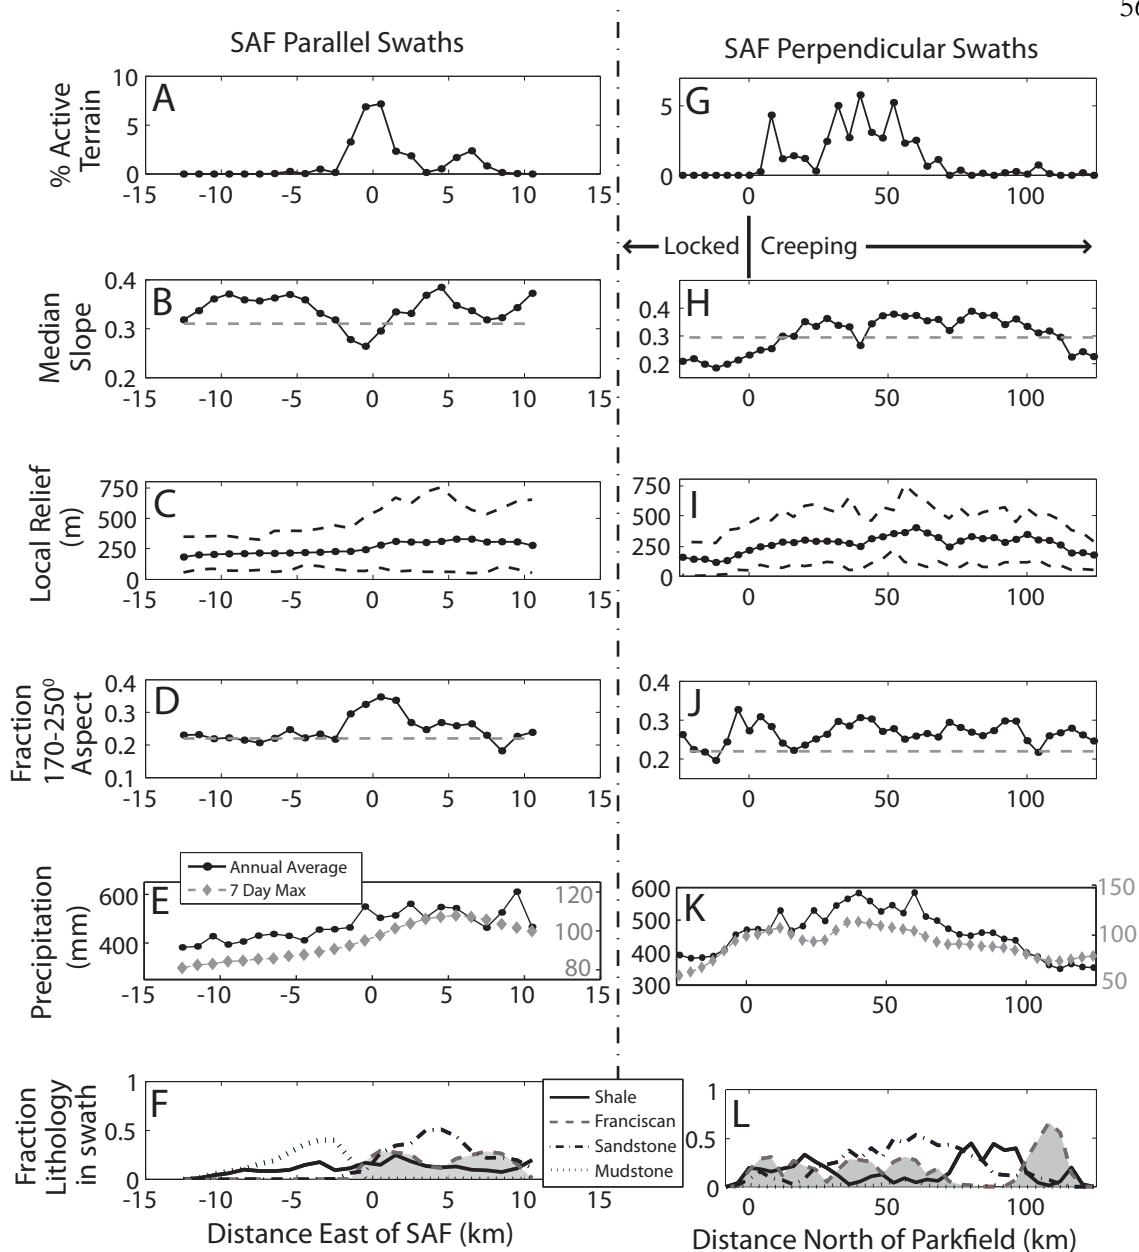 56
SAF Parallel Swaths
SAF Perpendicular Swaths
% Active
Terrain
A
10
5
0
-15 -10 -5 0 5 10 15
G
5
0
0 50 100
Locked Creeping
Median
Slope
B
0.4
0.3
0.2
-15 -10 -5 0 5 10 15
H
0.4
0.3
0.2
0 50 100
Local Relief
(m)
C
750
500
250
0
-15 -10 -5 0 5 10 15
I
750
500
250
0
0 50 100
Fraction
170-250⁰
Aspect
D
0.4
0.3
0.2
0.1
-15 -10 -5 0 5 10 15
J
0.4
0.3
0.2
0 50 100
Precipitation
(mm)
Annual Average
7 Day Max
E
600
400
120
100
80
-15 -10 -5 0 5 10 15
K
600
500
400
300
150
100
50
0 50 100
Fraction
Lithology
in swath
F
1
0.5
0
-15 -10 -5 0 5 10
Shale
Franciscan
Sandstone
Mudstone
L
1
0.5
0
0 50 100
Distance East of SAF (km)
Distance North of Parkfield (km)